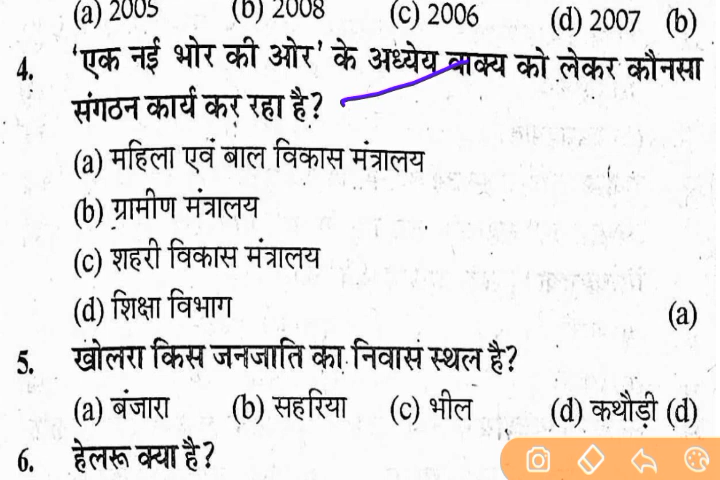 (a) 2005 (b) 2008 (c) 2006 (d) 2007 (b)
4. 'एक नई भोर की ओर' के अध्येय वाक्य को लेकर कौनसा
संगठन कार्य कर रहा है?
(a) महिला एवं बाल विकास मंत्रालय
(b) ग्रामीण मंत्रालय
(c) शहरी विकास मंत्रालय
(d) शिक्षा विभाग (a)
5. खोलरा किस जनजाति का निवास स्थल है?
(a) बंजारा (b) सहरिया (c) भील (d) कथौड़ी (d)
6. हेलरू क्या है?